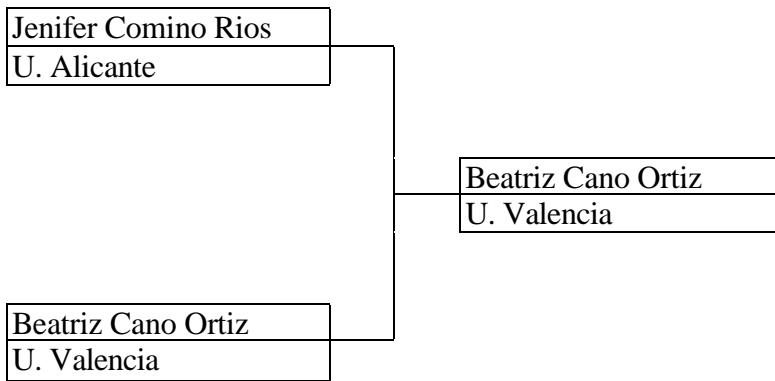 Jenifer Comino Rios
U. Alicante
Beatriz Cano Ortiz
U. Valencia
Beatriz Cano Ortiz
U. Valencia